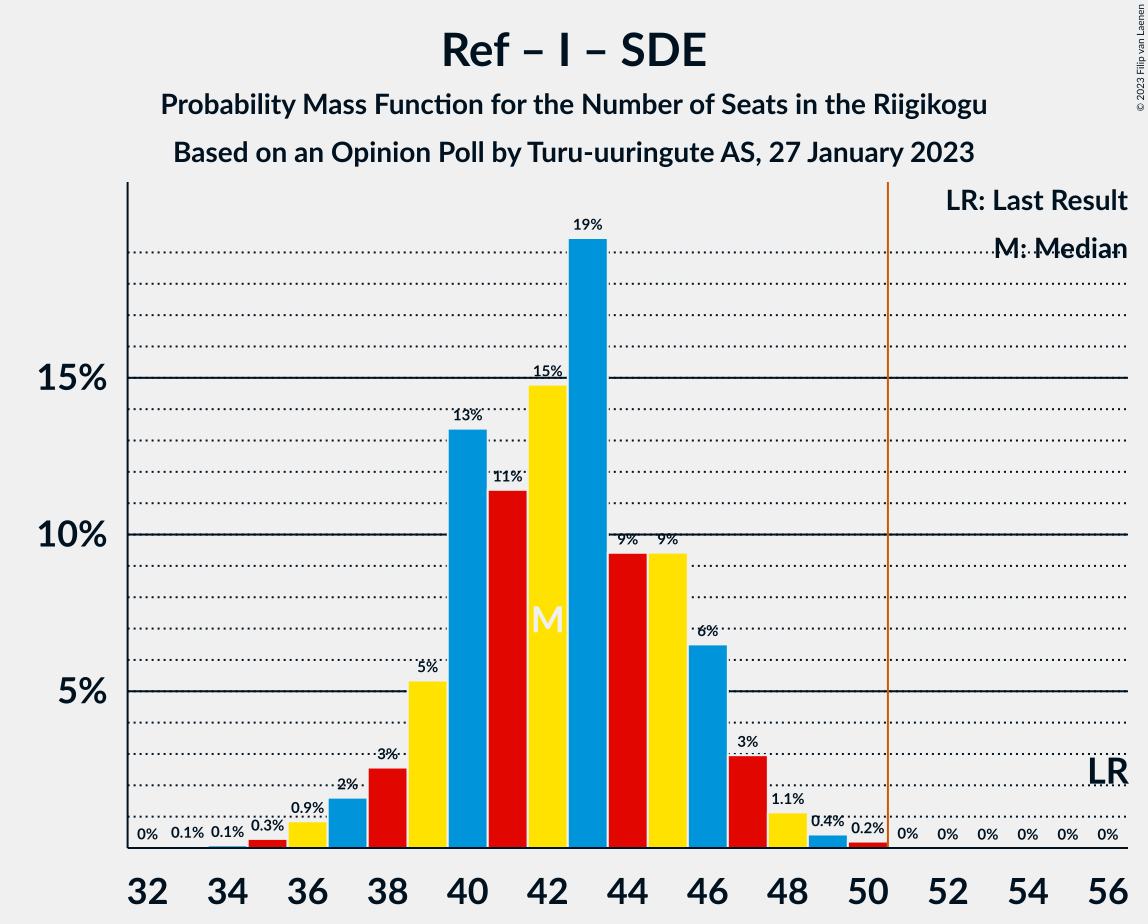 Ref – I – SDE
Probability Mass Function for the Number of Seats in the Riigikogu
Based on an Opinion Poll by Turu-uuringute AS, 27 January 2023
© 2023 Filip van Laenen
LR: Last Result
M: Median
15%
10%
5%
0% 0.1% 0.1% 0.3% 0.9% 2% 3% 5% 13% 11% 15% 19% 9% 9% 6% 3% 1.1% 0.4% 0.2% 0% 0% 0% 0% 0% 0%
M
LR
32 34 36 38 40 42 44 46 48 50 52 54 56